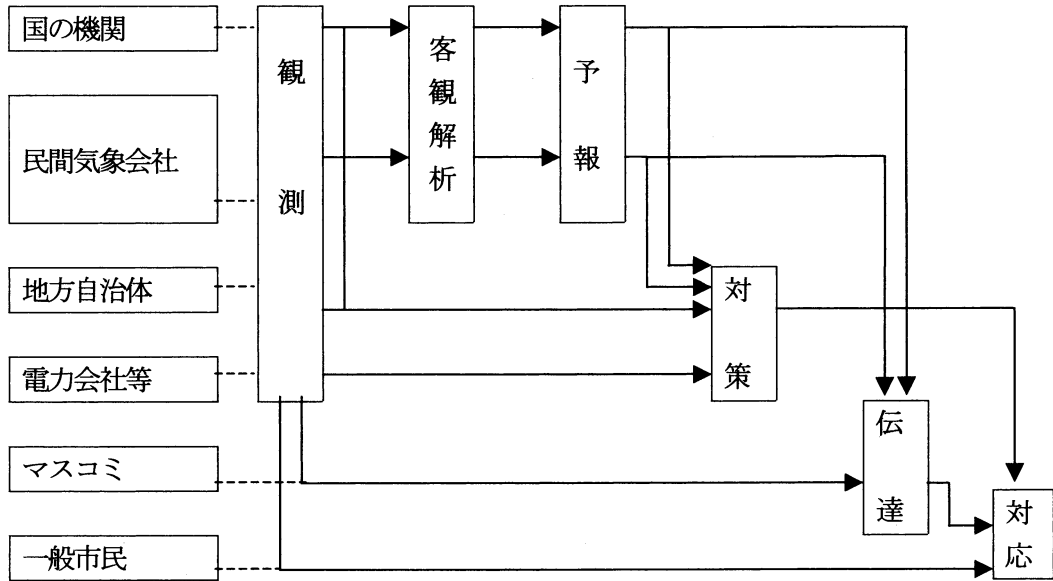 国の機関
民間気象会社
地方自治体
電力会社等
マスコミ
一般市民
観測
客観解析
予報
対策
伝達
対応